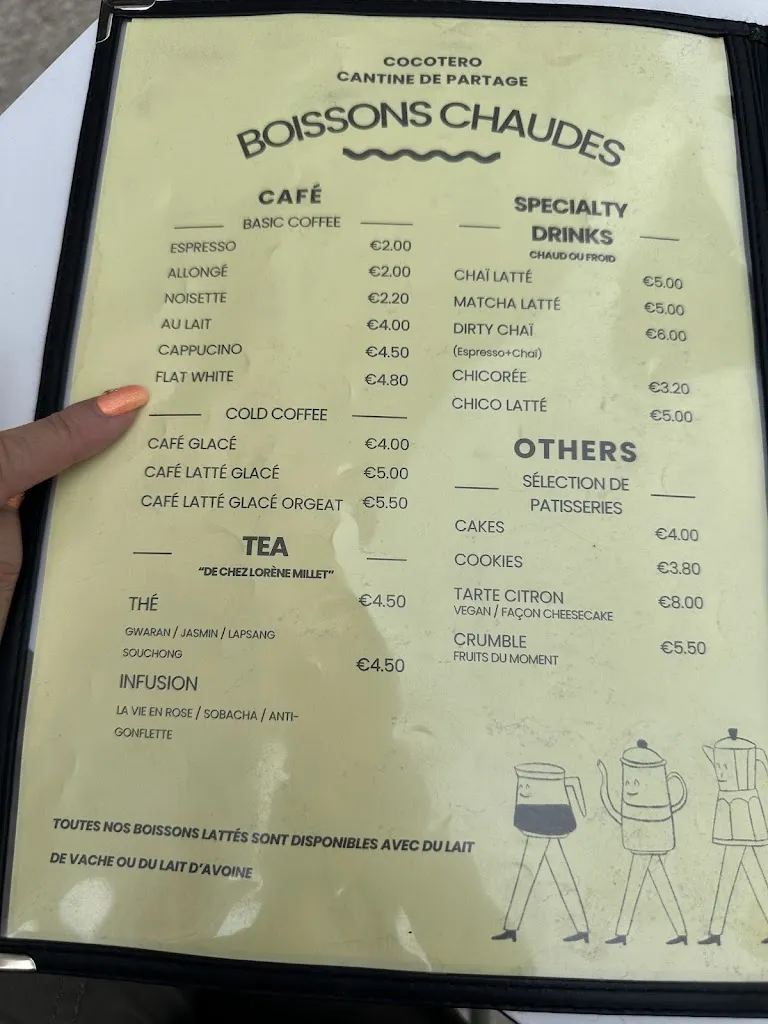 COCOTERO
CANTINE DE PARTAGE
BOISSONS CHAUDES
CAFÉ
BASIC COFFEE
ESPRESSO €2.00
ALLONGÉ €2.00
NOISETTE €2.20
AU LAIT €4.00
CAPPUCINO €4.50
FLAT WHITE €4.80
COLD COFFEE
CAFÉ GLACÉ €4.00
CAFÉ LATTÉ GLACÉ €5.00
CAFÉ LATTÉ GLACÉ ORGEAT €5.50
TEA
"DE CHEZ LORÈNE MILLET"
THÉ €4.50
GWARAN / JASMIN / LAPSANG
SOUCHONG
INFUSION €4.50
LA VIE EN ROSE / SOBACHA / ANTI-
GONFLETTE
SPECIALTY
DRINKS
CHAUD OU FROID
CHAÏ LATTÉ €5.00
MATCHA LATTÉ €5.00
DIRTY CHAÏ €6.00
(Espresso+Chaï)
CHICORÉE €3.20
CHICO LATTÉ €5.00
OTHERS
SÉLECTION DE
PATISSERIES
CAKES €4.00
COOKIES €3.80
TARTE CITRON €8.00
VEGAN / FAÇON CHEESECAKE
CRUMBLE €5.50
FRUITS DU MOMENT
TOUTES NOS BOISSONS LATTÉS SONT DISPONIBLES AVEC DU LAIT
DE VACHE OU DU LAIT D'AVOINE